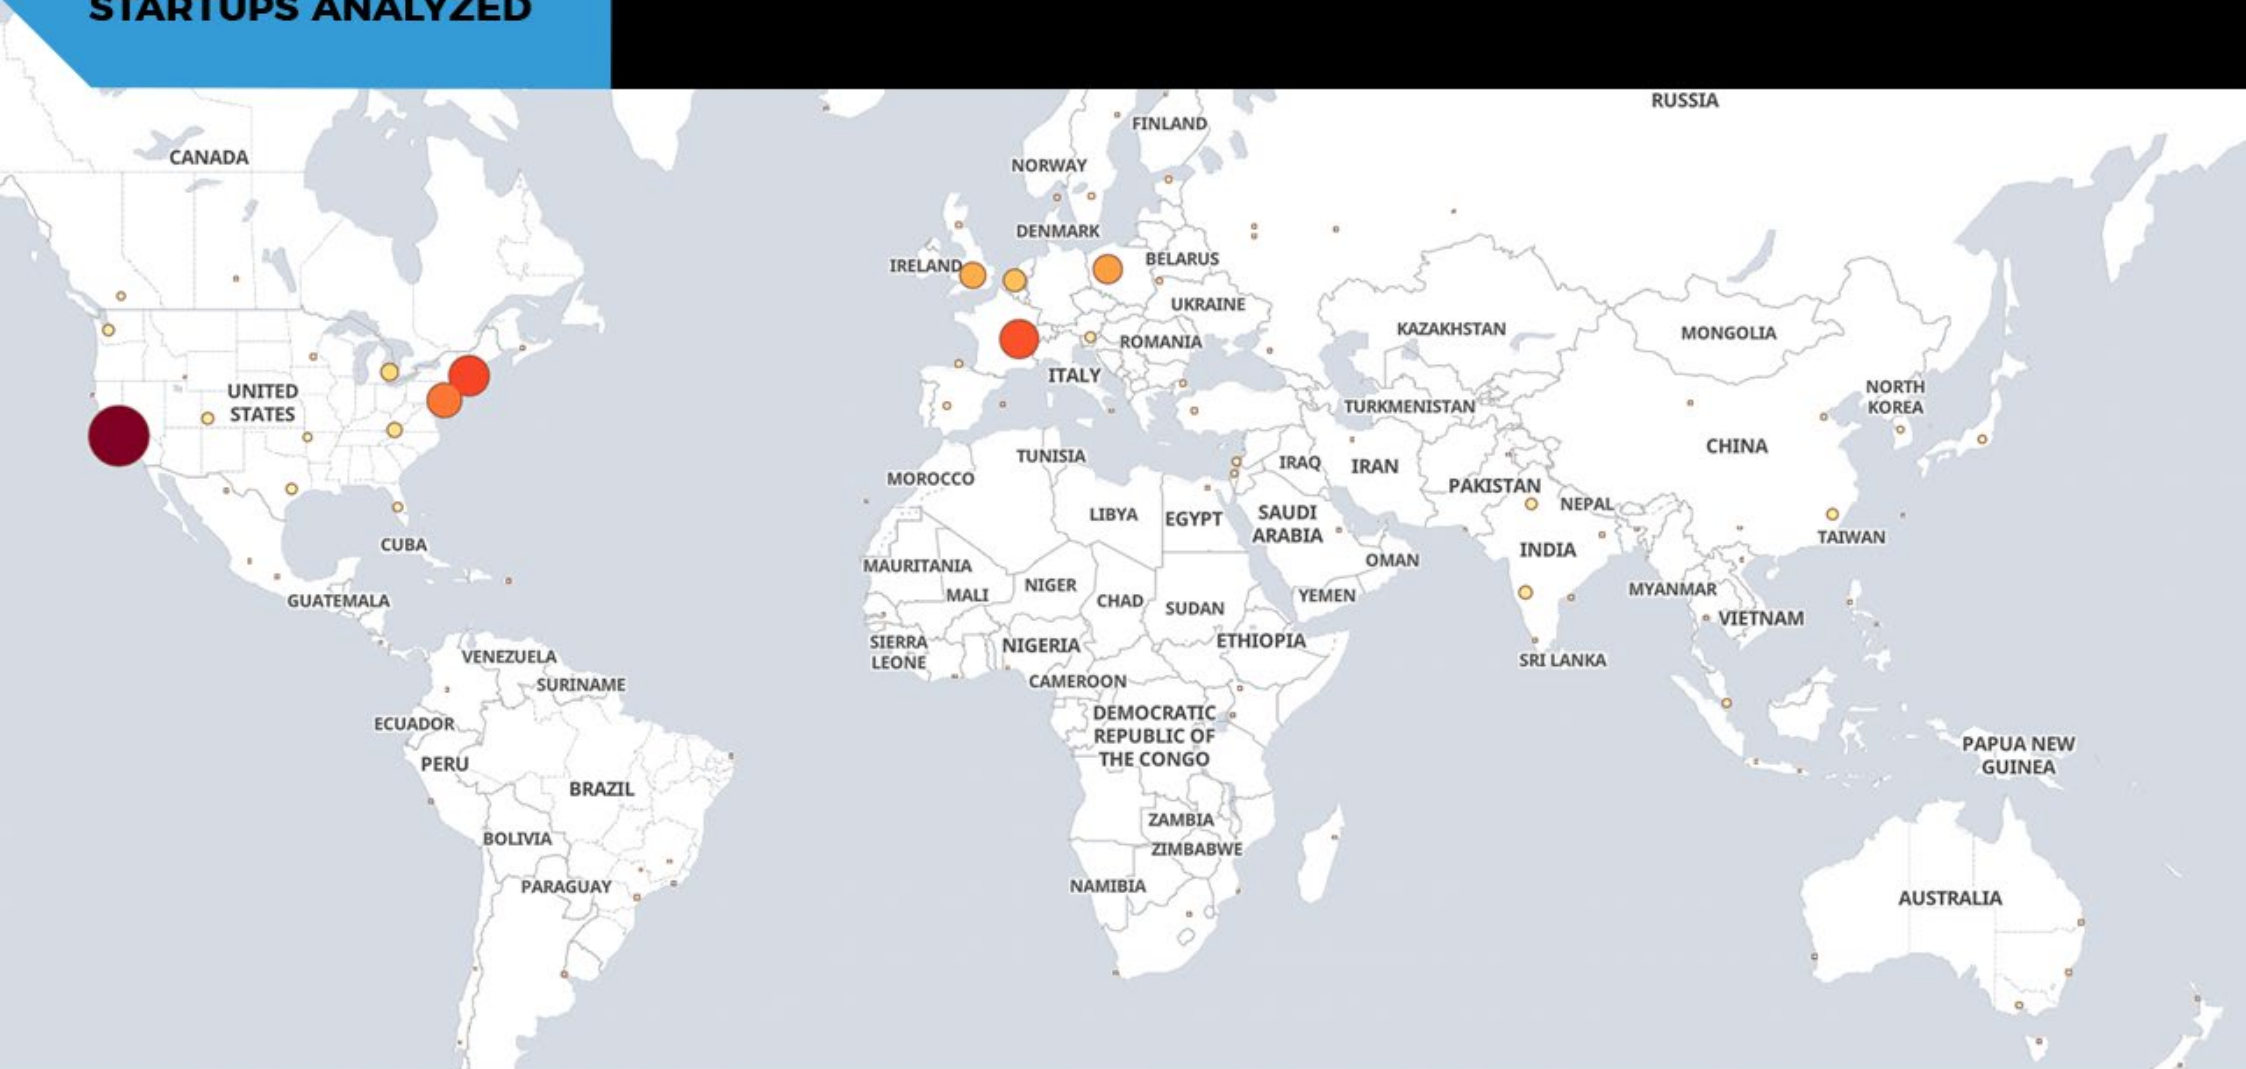 STARTUPS ANALYZED
RUSSIA
FINLAND
CANADA
NORWAY
DENMARK
IRELAND
BELARUS
UKRAINE
KAZAKHSTAN
MONGOLIA
ROMANIA
ITALY
UNITED
STATES
NORTH
KOREA
TURKMENISTAN
CHINA
TUNISIA
IRAQ
IRAN
MOROCCO
PAKISTAN
NEPAL
LIBYA
EGYPT
SAUDI
ARABIA
TAIWAN
CUBA
INDIA
OMAN
MAURITANIA
NIGER
MALI
CHAD
SUDAN
YEMEN
MYANMAR
GUATEMALA
VIETNAM
SIERRA
LEONE
NIGERIA
ETHIOPIA
VENEZUELA
SRI LANKA
SURINAME
CAMEROON
ECUADOR
DEMOCRATIC
REPUBLIC OF
THE CONGO
PAPUA NEW
GUINEA
PERU
BRAZIL
ZAMBIA
BOLIVIA
ZIMBABWE
PARAGUAY
NAMIBIA
AUSTRALIA